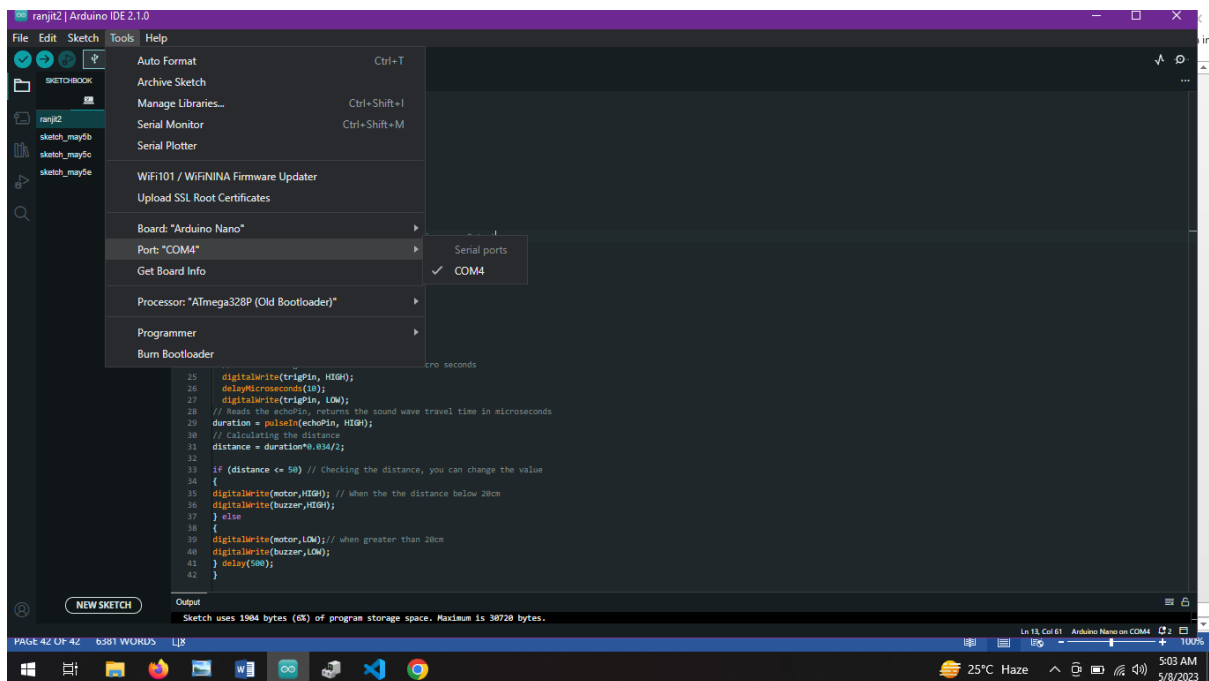 ranjit2 | Arduino IDE 2.1.0
File Edit Sketch Tools Help
SKETCHBOOK
ranjit2
sketch_may5b
sketch_may5c
sketch_may5e
Auto Format Ctrl+T
Archive Sketch
Manage Libraries... Ctrl+Shift+I
Serial Monitor Ctrl+Shift+M
Serial Plotter
WiFi101 / WiFiNINA Firmware Updater
Upload SSL Root Certificates
Board: "Arduino Nano"
Port: "COM4"
Get Board Info
Processor: "ATmega328P (Old Bootloader)"
Programmer
Burn Bootloader
Serial ports
✓ COM4
cro seconds
25 digitalWrite(trigPin, HIGH);
26 delayMicroseconds(10);
27 digitalWrite(trigPin, LOW);
28 // Reads the echoPin, returns the sound wave travel time in microseconds
29 duration = pulseIn(echoPin, HIGH);
30 // Calculating the distance
31 distance = duration*0.034/2;
32
33 if (distance <= 50) // Checking the distance, you can change the value
34 {
35 digitalWrite(motor,HIGH); // When the the distance below 20cm
36 digitalWrite(buzzer,HIGH);
37 } else
38 {
39 digitalWrite(motor,LOW);// when greater than 20cm
40 digitalWrite(buzzer,LOW);
41 } delay(500);
42 }
NEW SKETCH
Output
Sketch uses 1904 bytes (6%) of program storage space. Maximum is 30720 bytes.
Ln 13, Col 61 Arduino Nano on COM4 2
PAGE 42 OF 42 6381 WORDS 100%
25°C Haze 5:03 AM
5/8/2023